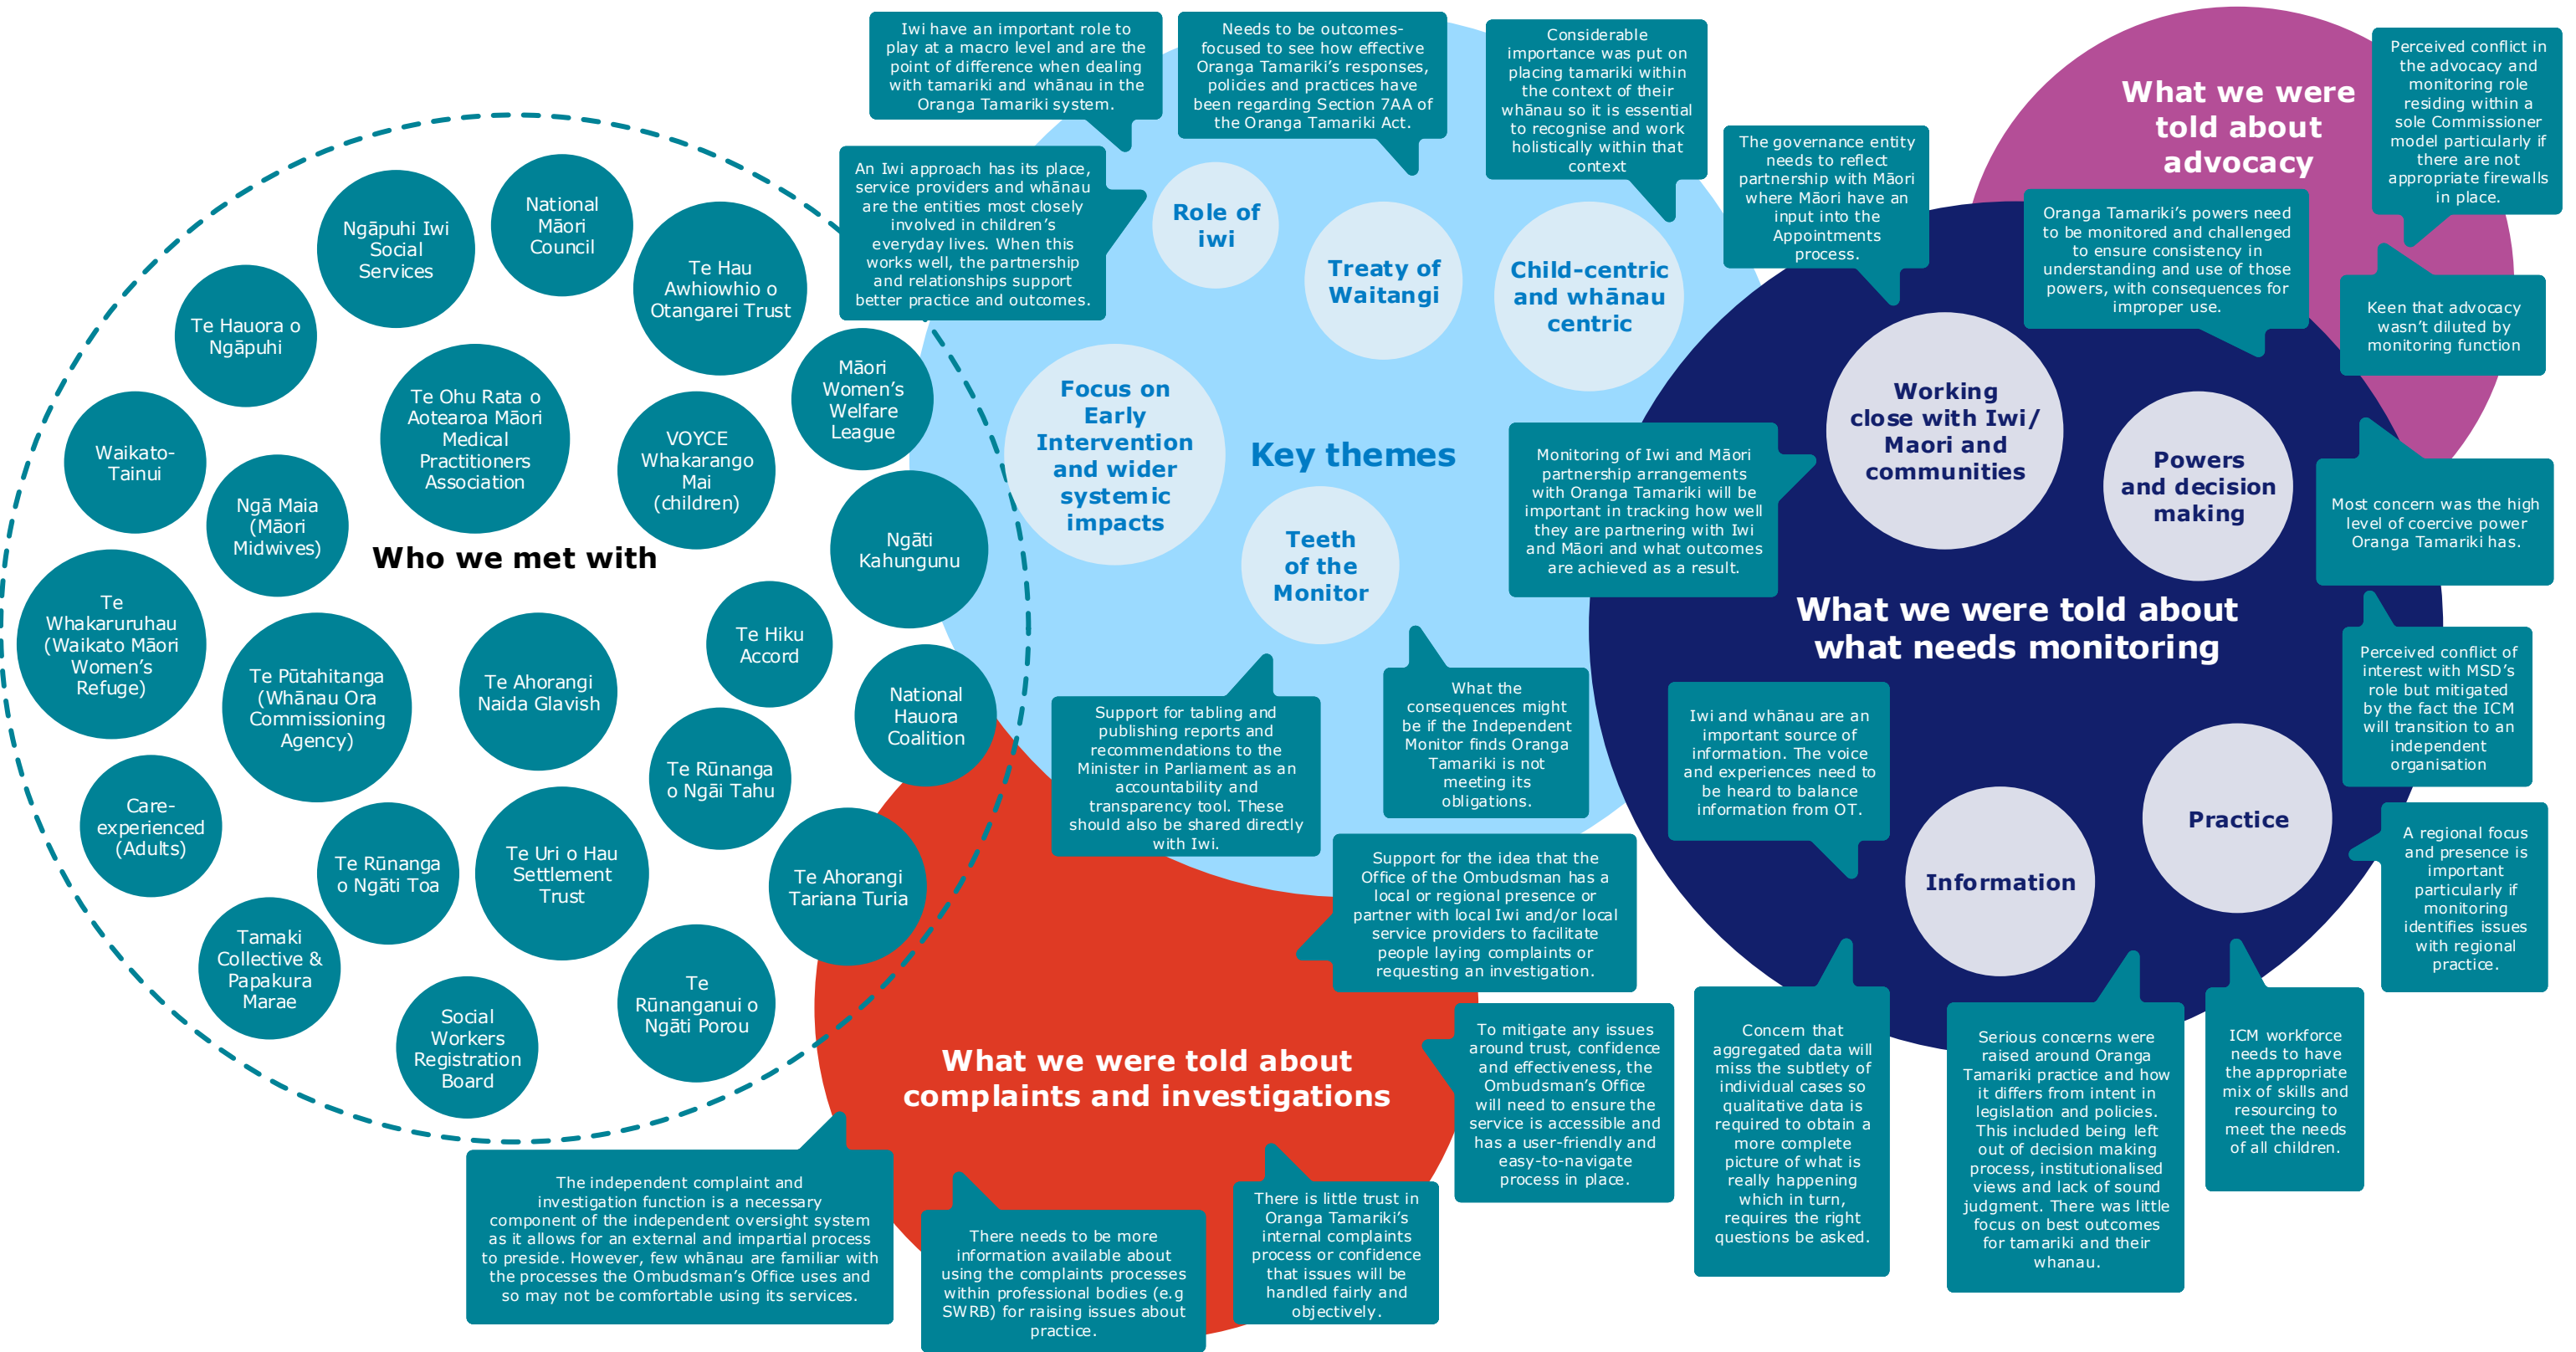 Who we met with
Ngāpuhi Iwi
Social
Services
National
Māori
Council
Te Hau
Awhiowhio o
Otangarei Trust
Te Hauora o
Ngāpuhi
Te Ohu Rata o
Aotearoa Māori
Medical
Practitioners
Association
VOYCE
Whakarango
Mai
(children)
Māori
Women's
Welfare
League
Waikato-
Tainui
Ngā Maia
(Māori
Midwives)
Ngāti
Kahungunu
Te
Whakaruruhau
(Waikato Māori
Women's
Refuge)
Te Pūtahitanga
(Whānau Ora
Commissioning
Agency)
Te Ahorangi
Naida Glavish
Te Hiku
Accord
National
Hauora
Coalition
Te Rūnanga
o Ngāi Tahu
Care-
experienced
(Adults)
Te Rūnanga
o Ngāti Toa
Te Uri o Hau
Settlement
Trust
Te Ahorangi
Tariana Turia
Tamaki
Collective &
Papakura
Marae
Social
Workers
Registration
Board
Te
Rūnanganui o
Ngāti Porou
Key themes
Iwi have an important role to
play at a macro level and are the
point of difference when dealing
with tamariki and whānau in the
Oranga Tamariki system.
An Iwi approach has its place,
service providers and whānau
are the entities most closely
involved in children's
everyday lives. When this
works well, the partnership
and relationships support
better practice and outcomes.
Role of
iwi
Needs to be outcomes-
focused to see how effective
Oranga Tamariki's responses,
policies and practices have
been regarding Section 7AA of
the Oranga Tamariki Act.
Treaty of
Waitangi
Considerable
importance was put on
placing tamariki within
the context of their
whānau so it is essential
to recognise and work
holistically within that
context
Child-centric
and whānau
centric
Focus on
Early
Intervention
and wider
systemic
impacts
Teeth
of the
Monitor
Support for tabling and
publishing reports and
recommendations to the
Minister in Parliament as an
accountability and
transparency tool. These
should also be shared directly
with Iwi.
What the
consequences might
be if the Independent
Monitor finds Oranga
Tamariki is not
meeting its
obligations.
What we were
told about
advocacy
Perceived conflict in
the advocacy and
monitoring role
residing within a
sole Commissioner
model particularly if
there are not
appropriate firewalls
in place.
Keen that advocacy
wasn't diluted by
monitoring function
What we were told about
what needs monitoring
The governance entity
needs to reflect
partnership with Māori
where Māori have an
input into the
Appointments
process.
Oranga Tamariki's powers need
to be monitored and challenged
to ensure consistency in
understanding and use of those
powers, with consequences for
improper use.
Working
close with Iwi/
Maori and
communities
Powers
and decision
making
Monitoring of Iwi and Māori
partnership arrangements
with Oranga Tamariki will be
important in tracking how well
they are partnering with Iwi
and Māori and what outcomes
are achieved as a result.
Most concern was the high
level of coercive power
Oranga Tamariki has.
Perceived conflict of
interest with MSD's
role but mitigated
by the fact the ICM
will transition to an
independent
organisation
Iwi and whānau are an
important source of
information. The voice
and experiences need to
be heard to balance
information from OT.
Information
Practice
A regional focus
and presence is
important
particularly if
monitoring
identifies issues
with regional
practice.
Concern that
aggregated data will
miss the subtlety of
individual cases so
qualitative data is
required to obtain a
more complete
picture of what is
really happening
which in turn,
requires the right
questions be asked.
Serious concerns were
raised around Oranga
Tamariki practice and how
it differs from intent in
legislation and policies.
This included being left
out of decision making
process, institutionalised
views and lack of sound
judgment. There was little
focus on best outcomes
for tamariki and their
whanau.
ICM workforce
needs to have
the appropriate
mix of skills and
resourcing to
meet the needs
of all children.
What we were told about
complaints and investigations
Support for the idea that the
Office of the Ombudsman has a
local or regional presence or
partner with local Iwi and/or local
service providers to facilitate
people laying complaints or
requesting an investigation.
To mitigate any issues
around trust, confidence
and effectiveness, the
Ombudsman's Office
will need to ensure the
service is accessible and
has a user-friendly and
easy-to-navigate
process in place.
The independent complaint and
investigation function is a necessary
component of the independent oversight system
as it allows for an external and impartial process
to preside. However, few whānau are familiar with
the processes the Ombudsman's Office uses and
so may not be comfortable using its services.
There needs to be more
information available about
using the complaints processes
within professional bodies (e.g
SWRB) for raising issues about
practice.
There is little trust in
Oranga Tamariki's
internal complaints
process or confidence
that issues will be
handled fairly and
objectively.